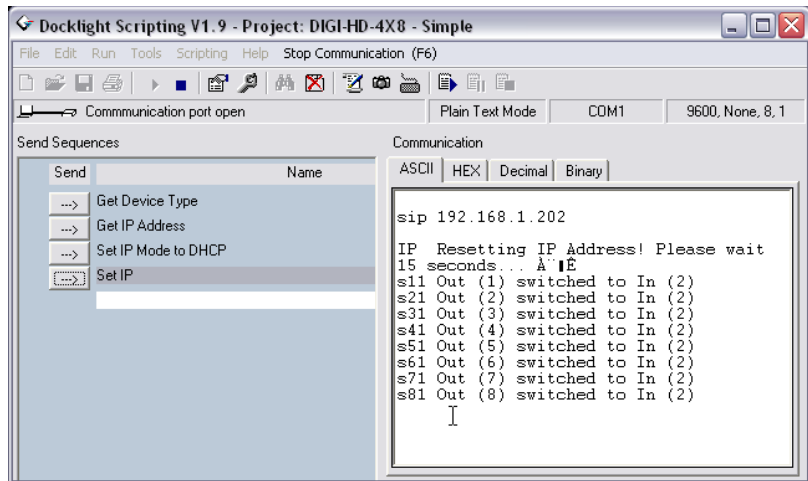 Docklight Scripting V1.9 - Project: DIGI-HD-4X8 - Simple
File Edit Run Tools Scripting Help Stop Communication (F6)
Commmunication port open Plain Text Mode COM1 9600, None, 8, 1
Send Sequences
Send Name
---> Get Device Type
---> Get IP Address
---> Set IP Mode to DHCP
---> Set IP
Communication
ASCII HEX Decimal Binary
sip 192.168.1.202
IP Resetting IP Address! Please wait
15 seconds... À¨▮Ê
s11 Out (1) switched to In (2)
s21 Out (2) switched to In (2)
s31 Out (3) switched to In (2)
s41 Out (4) switched to In (2)
s51 Out (5) switched to In (2)
s61 Out (6) switched to In (2)
s71 Out (7) switched to In (2)
s81 Out (8) switched to In (2)